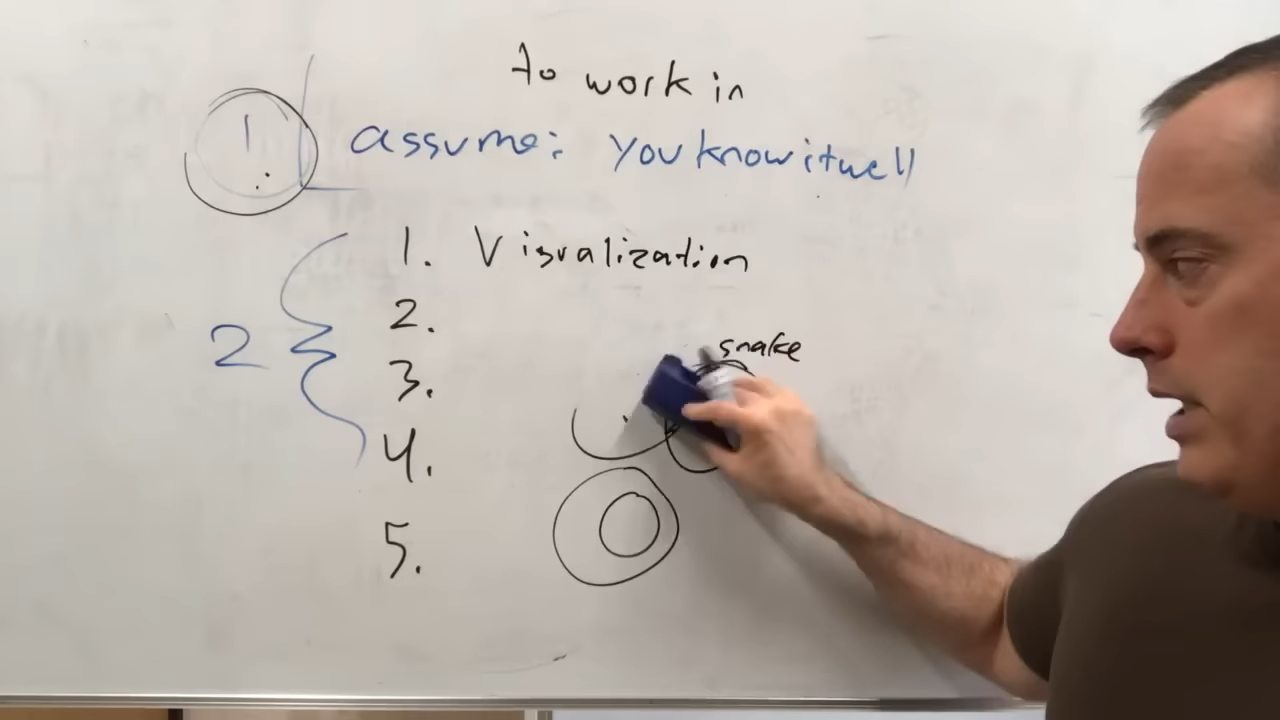 to work in
1 assume: you know it well
1. Visualization
2.
snake
2
3.
4.
5.